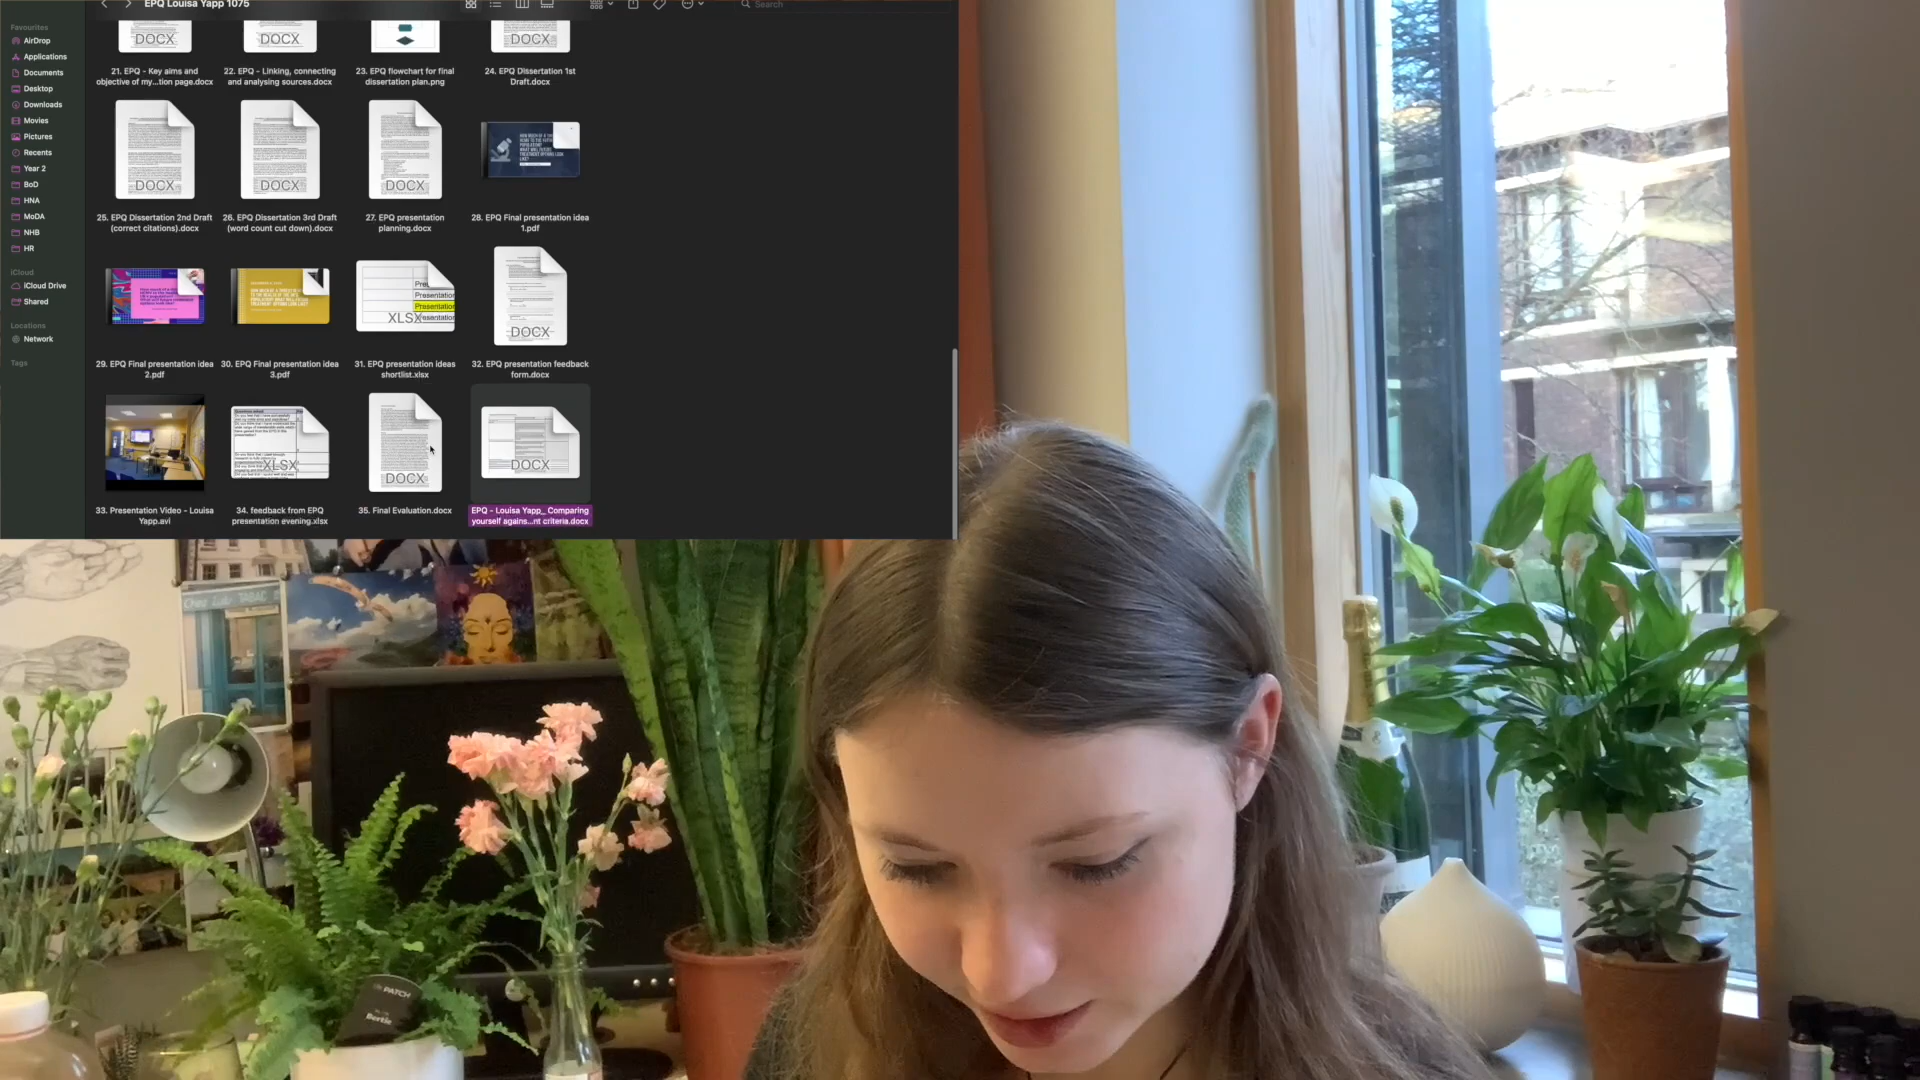 EPQ Louisa Yapp 1075
Search
Favourites
AirDrop
Applications
Documents
Desktop
Downloads
Movies
Pictures
Recents
Year 2
BoD
HNA
MoDA
NHB
HR
iCloud
iCloud Drive
Shared
Locations
Network
Tags
DOCX
DOCX
DOCX
21. EPQ - Key aims and
objective of my...tion page.docx
22. EPQ - Linking, connecting
and analysing sources.docx
23. EPQ flowchart for final
dissertation plan.png
24. EPQ Dissertation 1st
Draft.docx
DOCX
DOCX
DOCX
25. EPQ Dissertation 2nd Draft
(correct citations).docx
26. EPQ Dissertation 3rd Draft
(word count cut down).docx
27. EPQ presentation
planning.docx
28. EPQ Final presentation idea
1.pdf
Presentation
Presentation
XLSX
DOCX
29. EPQ Final presentation idea
2.pdf
30. EPQ Final presentation idea
3.pdf
31. EPQ presentation ideas
shortlist.xlsx
32. EPQ presentation feedback
form.docx
XLSX
DOCX
DOCX
33. Presentation Video - Louisa
Yapp.avi
34. feedback from EPQ
presentation evening.xlsx
35. Final Evaluation.docx
EPQ - Louisa Yapp_ Comparing
yourself agains...nt criteria.docx
Chez Lulu TABAC
PATCH
Bertie